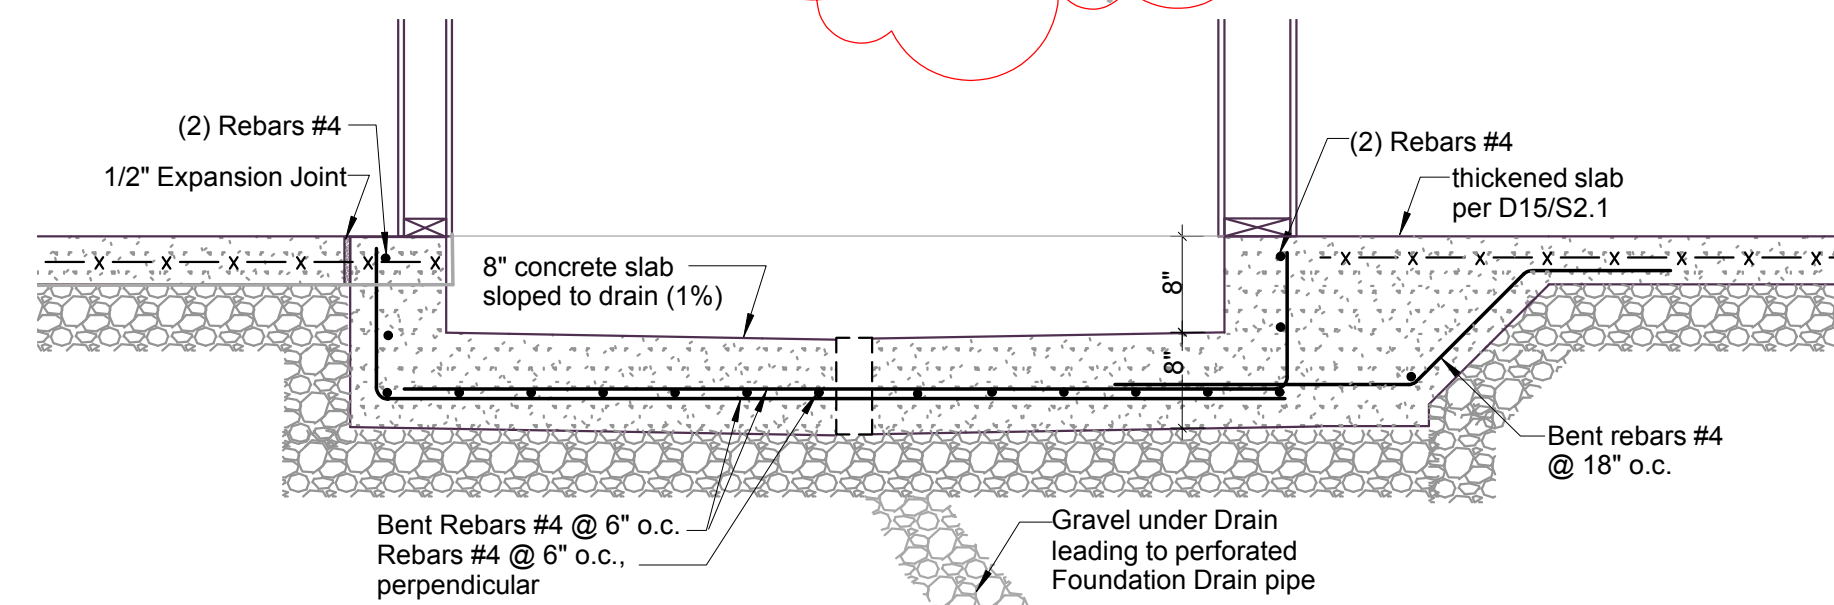 (2) Rebars #4
1/2" Expansion Joint
(2) Rebars #4
thickened slab
per D15/S2.1
8" concrete slab
sloped to drain (1%)
8"
8"
x x x x x x
x x x x x x x x
Bent rebars #4
@ 18" o.c.
Bent Rebars #4 @ 6" o.c.
Rebars #4 @ 6" o.c.,
perpendicular
Gravel under Drain
leading to perforated
Foundation Drain pipe